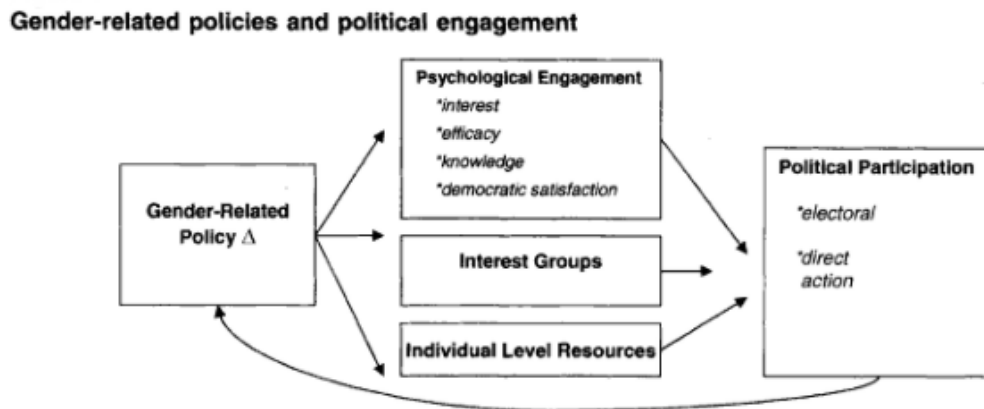 Gender-related policies and political engagement
Psychological Engagement
*interest
*efficacy
*knowledge
*democratic satisfaction
Gender-Related
Policy Δ
Interest Groups
Individual Level Resources
Political Participation
*electoral
*direct
action